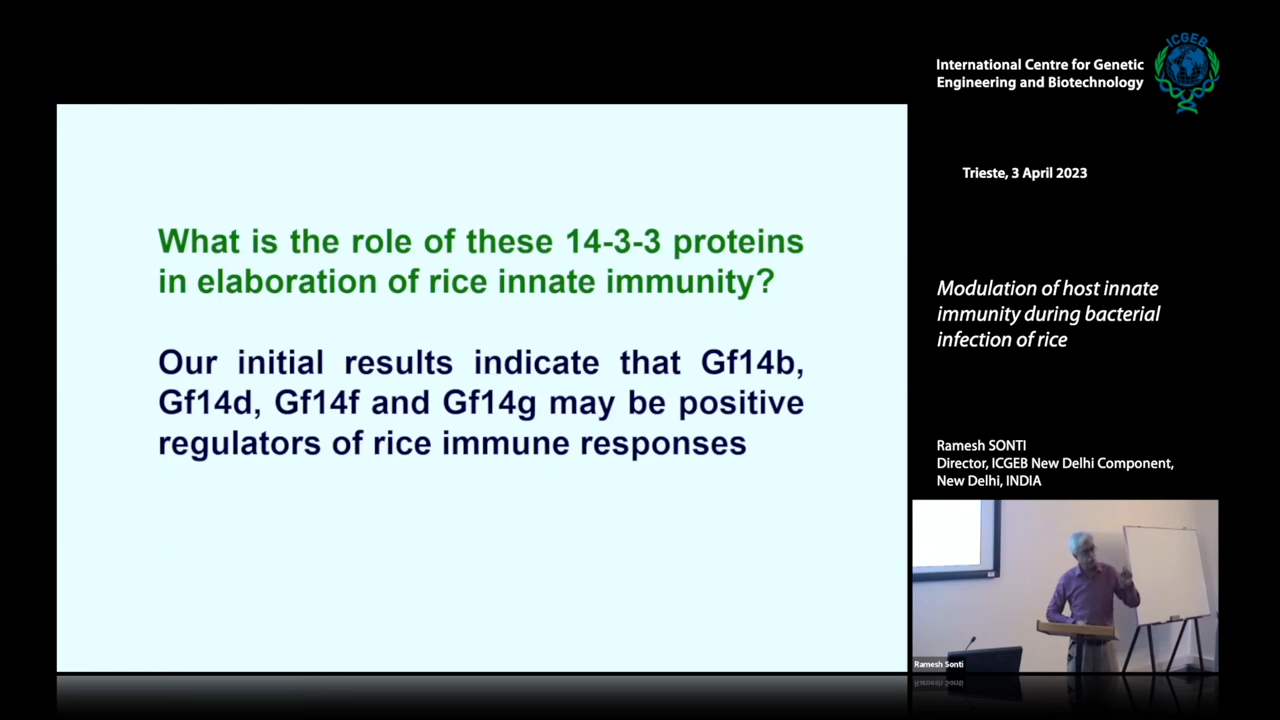 What is the role of these 14-3-3 proteins
in elaboration of rice innate immunity?
Our initial results indicate that Gf14b,
Gf14d, Gf14f and Gf14g may be positive
regulators of rice immune responses
International Centre for Genetic
Engineering and Biotechnology
ICGEB
Trieste, 3 April 2023
Modulation of host innate
immunity during bacterial
infection of rice
Ramesh SONTI
Director, ICGEB New Delhi Component,
New Delhi, INDIA
Ramesh Sonti